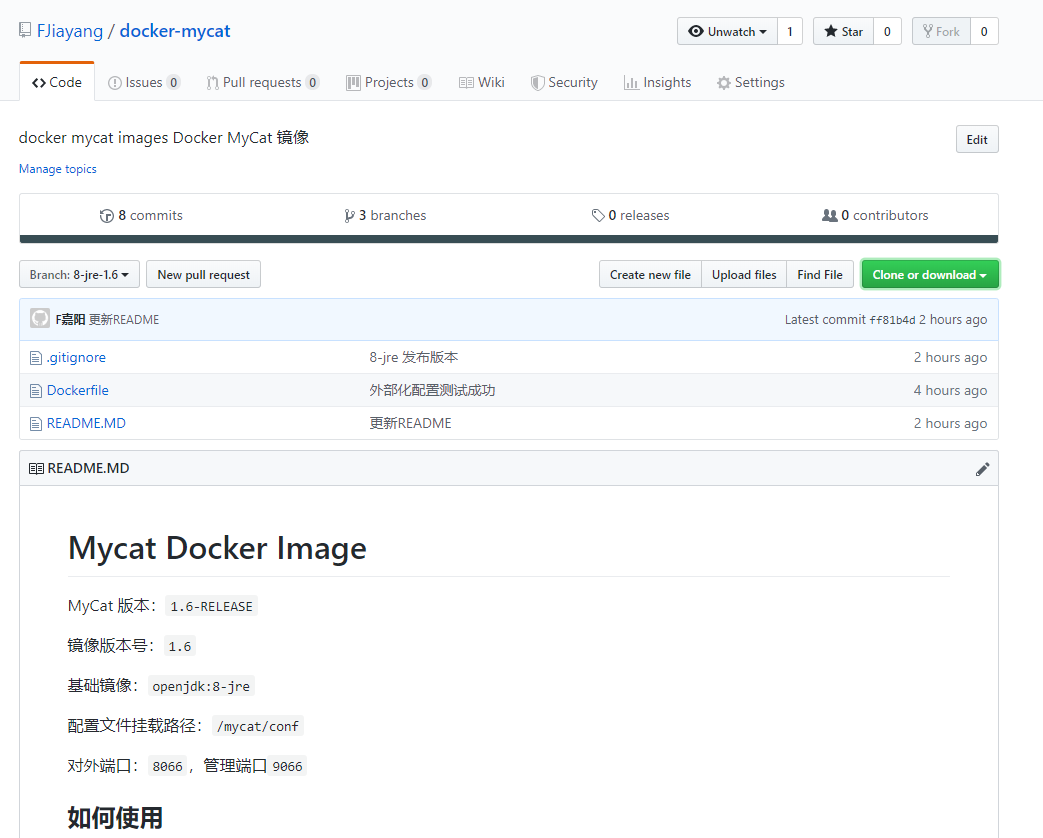 FJiayang / docker-mycat Unwatch 1 Star 0 Fork 0
Code Issues 0 Pull requests 0 Projects 0 Wiki Security Insights Settings
docker mycat images Docker MyCat 镜像 Edit
Manage topics
8 commits 3 branches 0 releases 0 contributors
Branch: 8-jre-1.6 New pull request Create new file Upload files Find File Clone or download
F嘉阳 更新README Latest commit ff81b4d 2 hours ago
.gitignore 8-jre 发布版本 2 hours ago
Dockerfile 外部化配置测试成功 4 hours ago
README.MD 更新README 2 hours ago
README.MD
Mycat Docker Image
MyCat 版本： 1.6-RELEASE
镜像版本号： 1.6
基础镜像： openjdk:8-jre
配置文件挂载路径： /mycat/conf
对外端口： 8066 ，管理端口 9066
如何使用